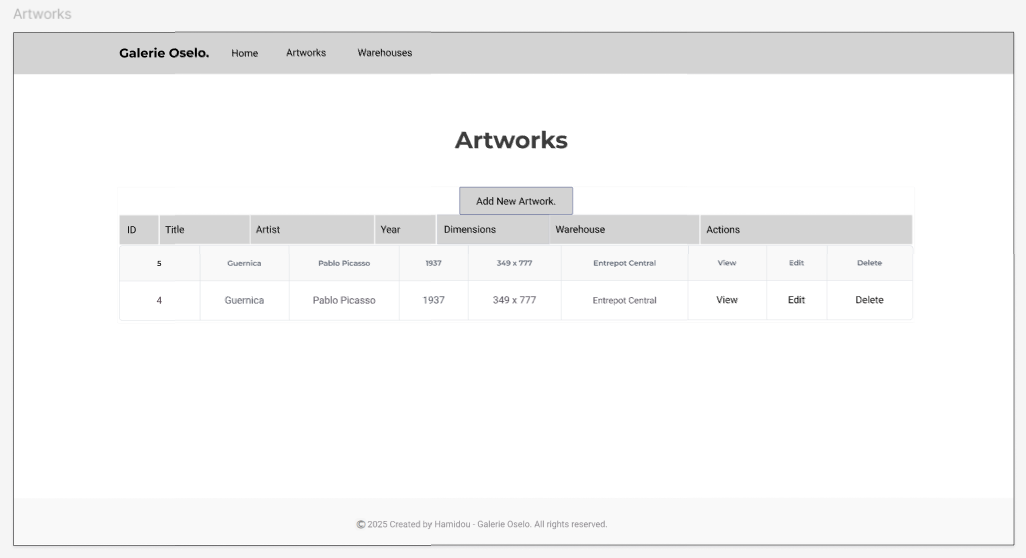 Artworks
Galerie Oselo. Home Artworks Warehouses
Artworks
Add New Artwork.
ID Title Artist Year Dimensions Warehouse Actions
5 Guernica Pablo Picasso 1937 349 x 777 Entrepot Central View Edit Delete
4 Guernica Pablo Picasso 1937 349 x 777 Entrepot Central View Edit Delete
© 2025 Created by Hamidou - Galerie Oselo. All rights reserved.